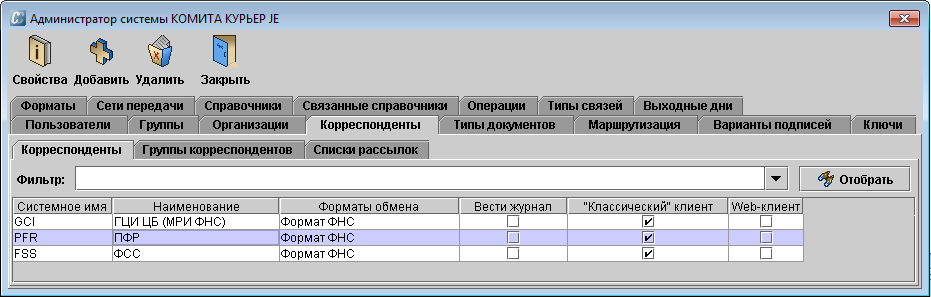 Администратор системы КОМИТА КУРЬЕР JE
Свойства Добавить Удалить Закрыть
Форматы Сети передачи Справочники Связанные справочники Операции Типы связей Выходные дни
Пользователи Группы Организации Корреспонденты Типы документов Маршрутизация Варианты подписей Ключи
Корреспонденты Группы корреспондентов Списки рассылок
Фильтр: Отобрать
Системное имя Наименование Форматы обмена Вести журнал "Классический" клиент Web-клиент
GCI ГЦИ ЦБ (МРИ ФНС) Формат ФНС
PFR ПФР Формат ФНС
FSS ФСС Формат ФНС